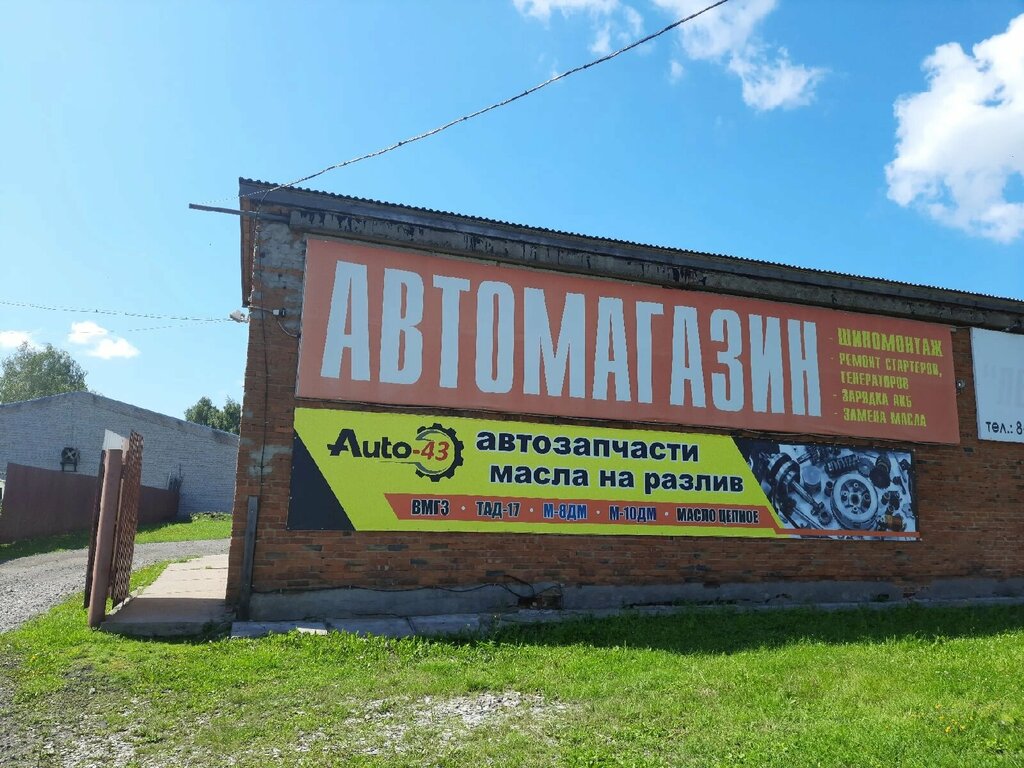 АВТОМАГАЗИН
ШИНОМОНТАЖ
- РЕМОНТ СТАРТЕРОВ,
ГЕНЕРАТОРОВ
- ЗАРЯДКА АКБ
- ЗАМЕНА МАСЛА
Auto-43
автозапчасти
масла на разлив
ВМГЗ · ТАД-17 · М-8ДМ · М-10ДМ · МАСЛО ЦЕПНОЕ
тел.: 8-